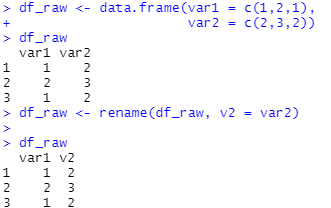 > df_raw <- data.frame(var1 = c(1,2,1),
+                      var2 = c(2,3,2))
> df_raw
  var1 var2
1    1    2
2    2    3
3    1    2
> df_raw <- rename(df_raw, v2 = var2)
>
> df_raw
  var1 v2
1    1  2
2    2  3
3    1  2